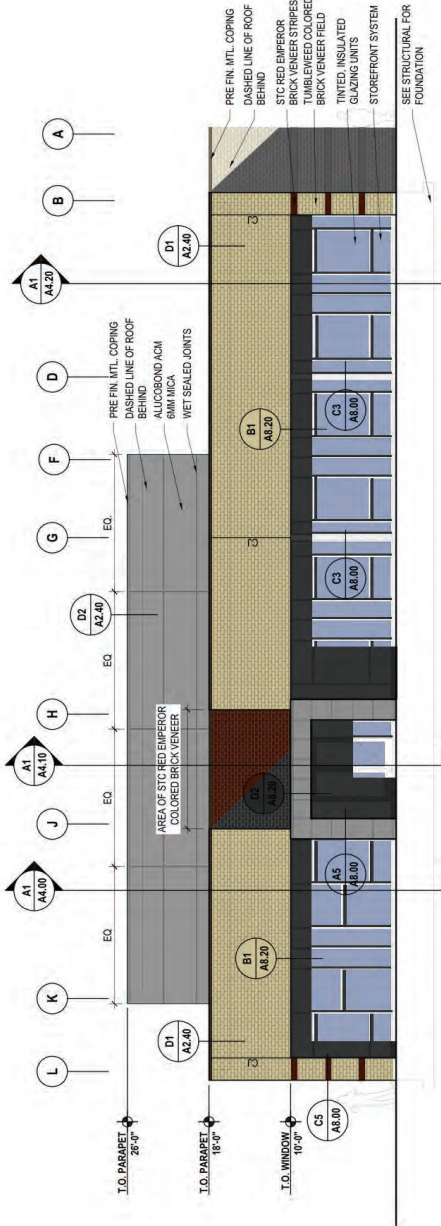 L
K
J
H
G
F
D
B
A
A1
A4.00
A1
A4.10
A1
A4.20
EQ
EQ
EQ
EQ.
T.O. PARAPET
26'-0"
T.O. PARAPET
18'-0"
T.O. WINDOW
10'-0"
D2
A2.40
D1
A2.40
D1
A2.40
AREA OF STC RED EMPEROR
COLORED BRICK VENEER
PRE FIN. MTL. COPING
DASHED LINE OF ROOF
BEHIND
ALUCOBOND ACM
6MM MICA
WET SEALED JOINTS
PRE FIN. MTL. COPING
DASHED LINE OF ROOF
BEHIND
STC RED EMPEROR
BRICK VENEER STRIPES
TUMBLEWEED COLORED
BRICK VENEER FIELD
TINTED, INSULATED
GLAZING UNITS
STOREFRONT SYSTEM
SEE STRUCTURAL FOR
FOUNDATION
B1
A8.20
D2
A8.20
B1
A8.20
C5
A8.00
A5
A8.00
C3
A8.00
C3
A8.00